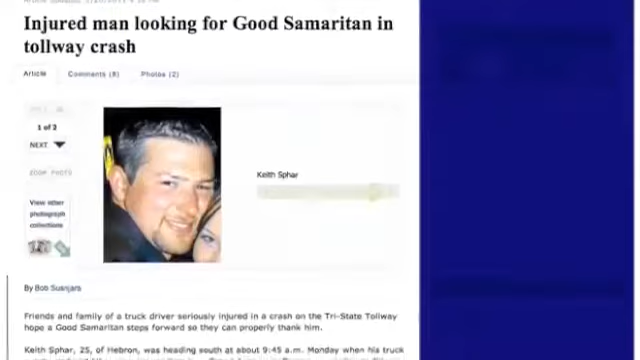 Injured man looking for Good Samaritan in
tollway crash
Article
Comments (8)
Photos (2)
1 of 2
NEXT
ZOOM PHOTO
View other
photograph
collections
Keith Sphar
By Bob Susnjara
Friends and family of a truck driver seriously injured in a crash on the Tri-State Tollway
hope a Good Samaritan steps forward so they can properly thank him.
Keith Sphar, 25, of Hebron, was heading south at about 9:45 a.m. Monday when his truck